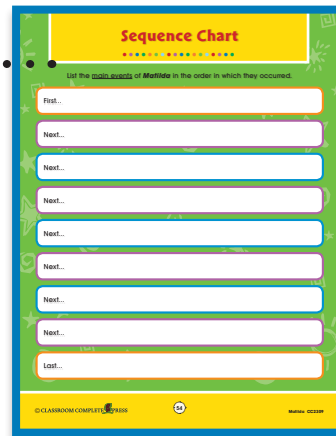 Sequence Chart
List the main events of Matilda in the order in which they occurred.
First...
Next...
Next...
Next...
Next...
Next...
Next...
Next...
Last...
© CLASSROOM COMPLETE PRESS
54
Matilda CC2309